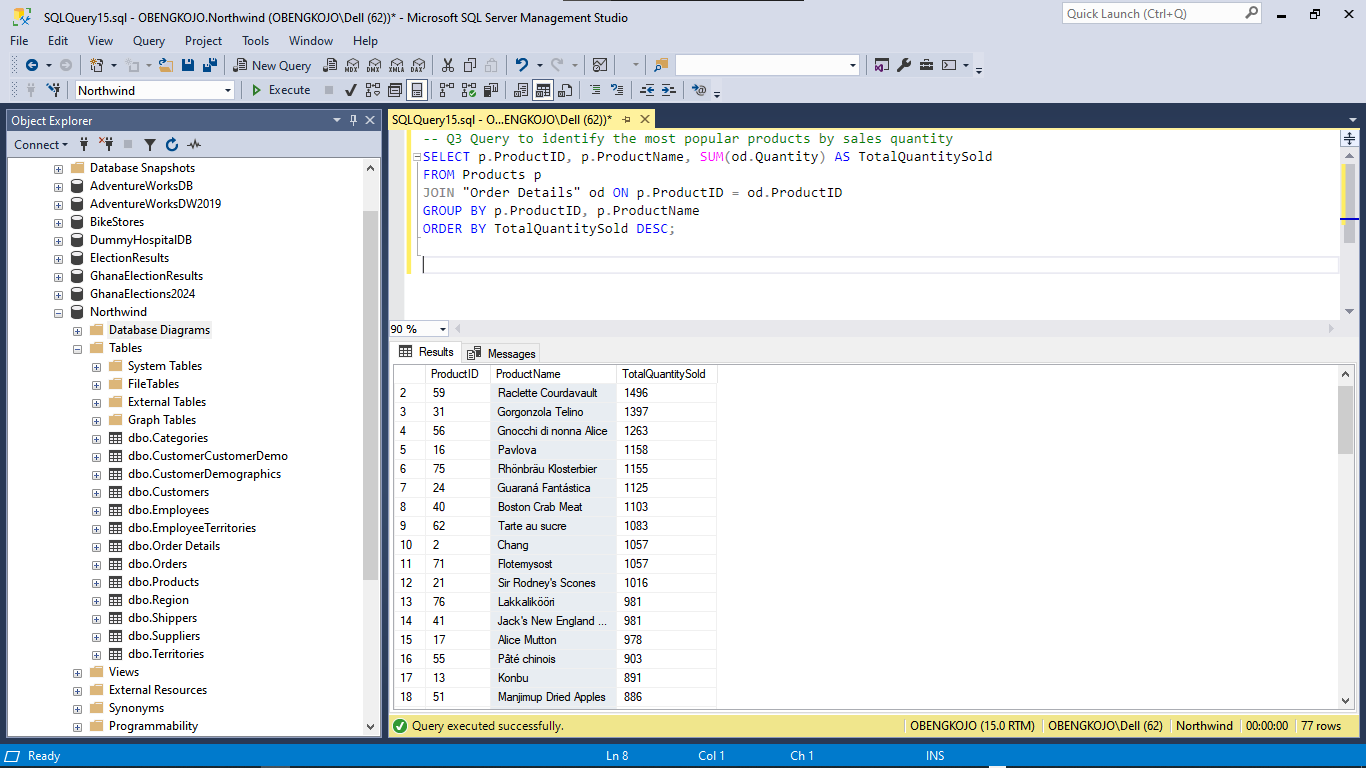 SQLQuery15.sql - OBENGKOJO.Northwind (OBENGKOJO\Dell (62))* - Microsoft SQL Server Management Studio
Quick Launch (Ctrl+Q)
File Edit View Query Project Tools Window Help
New Query MDX DMX XMLA DAX
Northwind Execute
Object Explorer
Connect
Database Snapshots
AdventureWorksDB
AdventureWorksDW2019
BikeStores
DummyHospitalDB
ElectionResults
GhanaElectionResults
GhanaElections2024
Northwind
Database Diagrams
Tables
System Tables
FileTables
External Tables
Graph Tables
dbo.Categories
dbo.CustomerCustomerDemo
dbo.CustomerDemographics
dbo.Customers
dbo.Employees
dbo.EmployeeTerritories
dbo.Order Details
dbo.Orders
dbo.Products
dbo.Region
dbo.Shippers
dbo.Suppliers
dbo.Territories
Views
External Resources
Synonyms
Programmability
SQLQuery15.sql - O...ENGKOJO\Dell (62))*
-- Q3 Query to identify the most popular products by sales quantity
SELECT p.ProductID, p.ProductName, SUM(od.Quantity) AS TotalQuantitySold
FROM Products p
JOIN "Order Details" od ON p.ProductID = od.ProductID
GROUP BY p.ProductID, p.ProductName
ORDER BY TotalQuantitySold DESC;
90 %
Results Messages
ProductID ProductName TotalQuantitySold
2 59 Raclette Courdavault 1496
3 31 Gorgonzola Telino 1397
4 56 Gnocchi di nonna Alice 1263
5 16 Pavlova 1158
6 75 Rhönbräu Klosterbier 1155
7 24 Guaraná Fantástica 1125
8 40 Boston Crab Meat 1103
9 62 Tarte au sucre 1083
10 2 Chang 1057
11 71 Flotemysost 1057
12 21 Sir Rodney's Scones 1016
13 76 Lakkalikööri 981
14 41 Jack's New England ... 981
15 17 Alice Mutton 978
16 55 Pâté chinois 903
17 13 Konbu 891
18 51 Manjimup Dried Apples 886
Query executed successfully. OBENGKOJO (15.0 RTM) OBENGKOJO\Dell (62) Northwind 00:00:00 77 rows
Ready Ln 8 Col 1 Ch 1 INS